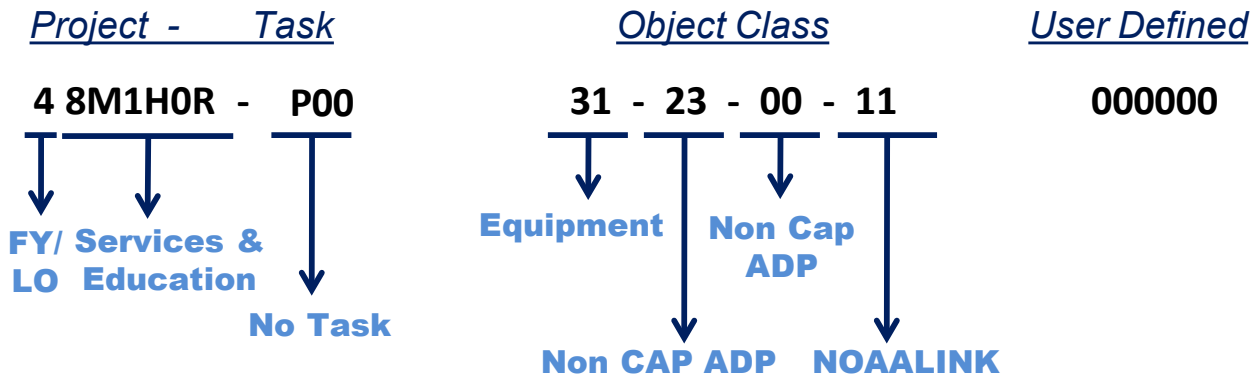 Project - Task Object Class User Defined
4 8M1H0R - P00 31 - 23 - 00 - 11 000000
FY/ LO
Services & Education
No Task
Equipment
Non CAP ADP
Non Cap ADP
NOAALINK